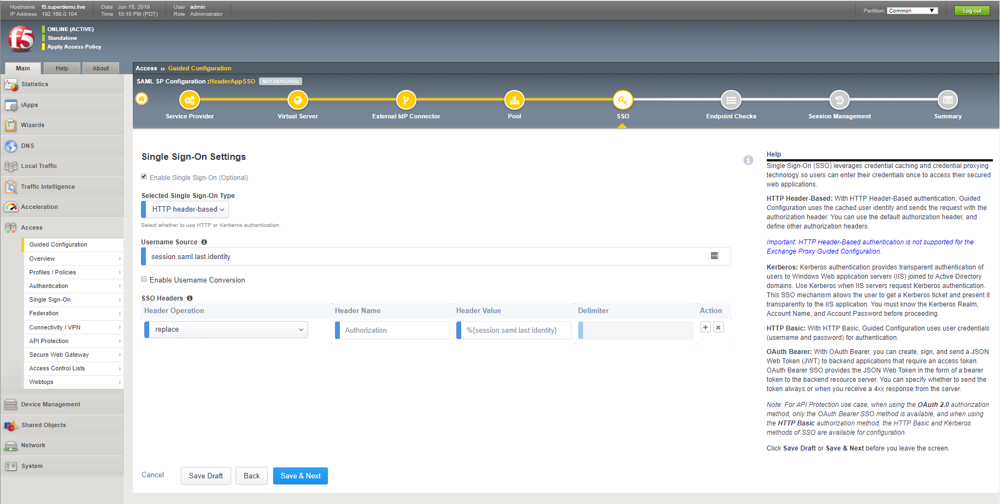 Hostname f5.superdemo.live Date Jun 15, 2019 User admin
IP Address 192.168.0.104 Time 10:15 PM (PDT) Role Administrator
Partition: Common
Log out
f5
ONLINE (ACTIVE)
Standalone
Apply Access Policy
Main Help About
Access » Guided Configuration
SAML SP Configuration :HeaderAppSSO NOT DEPLOYED
Service Provider Virtual Server External IdP Connector Pool SSO Endpoint Checks Session Management Summary
Statistics
iApps
Wizards
DNS
Local Traffic
Traffic Intelligence
Acceleration
Access
Guided Configuration
Overview
Profiles / Policies
Authentication
Single Sign-On
Federation
Connectivity / VPN
API Protection
Secure Web Gateway
Access Control Lists
Webtops
Device Management
Shared Objects
Network
System
Single Sign-On Settings
Enable Single Sign-On (Optional)
Selected Single Sign-On Type
HTTP header-based
Select whether to use HTTP or Kerberos authentication.
Username Source
session.saml.last.identity
Enable Username Conversion
SSO Headers
Header Operation Header Name Header Value Delimiter Action
replace Authorization %{session.saml.last.identity} + x
Cancel Save Draft Back Save & Next
Help
Single Sign-On (SSO) leverages credential caching and credential proxying
technology so users can enter their credentials once to access their secured
web applications.
HTTP Header-Based: With HTTP Header-Based authentication, Guided
Configuration uses the cached user identity and sends the request with the
authorization header. You can use the default authorization header, and
define other authorization headers.
Important: HTTP Header-Based authentication is not supported for the
Exchange Proxy Guided Configuration.
Kerberos: Kerberos authentication provides transparent authentication of
users to Windows Web application servers (IIS) joined to Active Directory
domains. Use Kerberos when IIS servers request Kerberos authentication.
This SSO mechanism allows the user to get a Kerberos ticket and present it
transparently to the IIS application. You must know the Kerberos Realm,
Account Name, and Account Password before proceeding.
HTTP Basic: With HTTP Basic, Guided Configuration uses user credentials
(username and password) for authentication.
OAuth Bearer: With OAuth Bearer, you can create, sign, and send a JSON
Web Token (JWT) to backend applications that require an access token.
OAuth Bearer SSO provides the JSON Web Token in the form of a bearer
token to the backend resource server. You can specify whether to send the
token always or when you receive a 4xx response from the server.
Note: For API Protection use case, when using the OAuth 2.0 authorization
method, only the OAuth Bearer SSO method is available, and when using
the HTTP Basic authorization method, the HTTP Basic and Kerberos
methods of SSO are available for configuration.
Click Save Draft or Save & Next before you leave the screen.